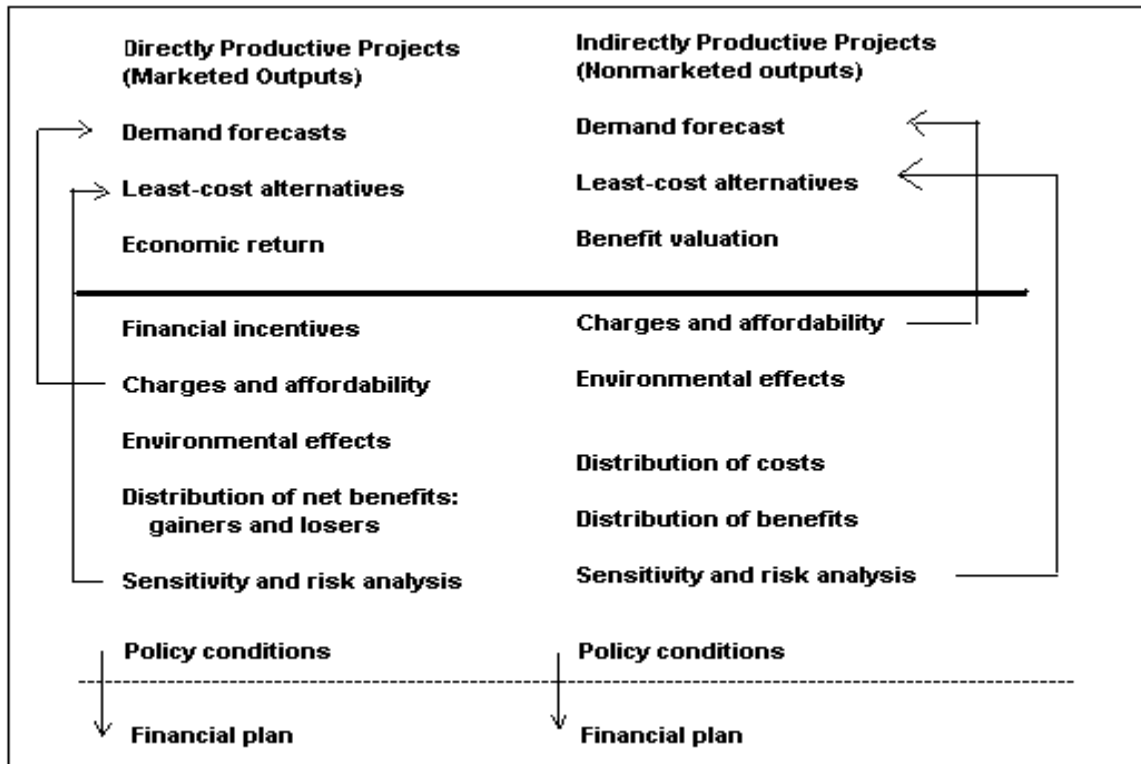 Directly Productive Projects
(Marketed Outputs)
Demand forecasts
Least-cost alternatives
Economic return
Financial incentives
Charges and affordability
Environmental effects
Distribution of net benefits:
gainers and losers
Sensitivity and risk analysis
Policy conditions
Financial plan
Indirectly Productive Projects
(Nonmarketed outputs)
Demand forecast
Least-cost alternatives
Benefit valuation
Charges and affordability
Environmental effects
Distribution of costs
Distribution of benefits
Sensitivity and risk analysis
Policy conditions
Financial plan